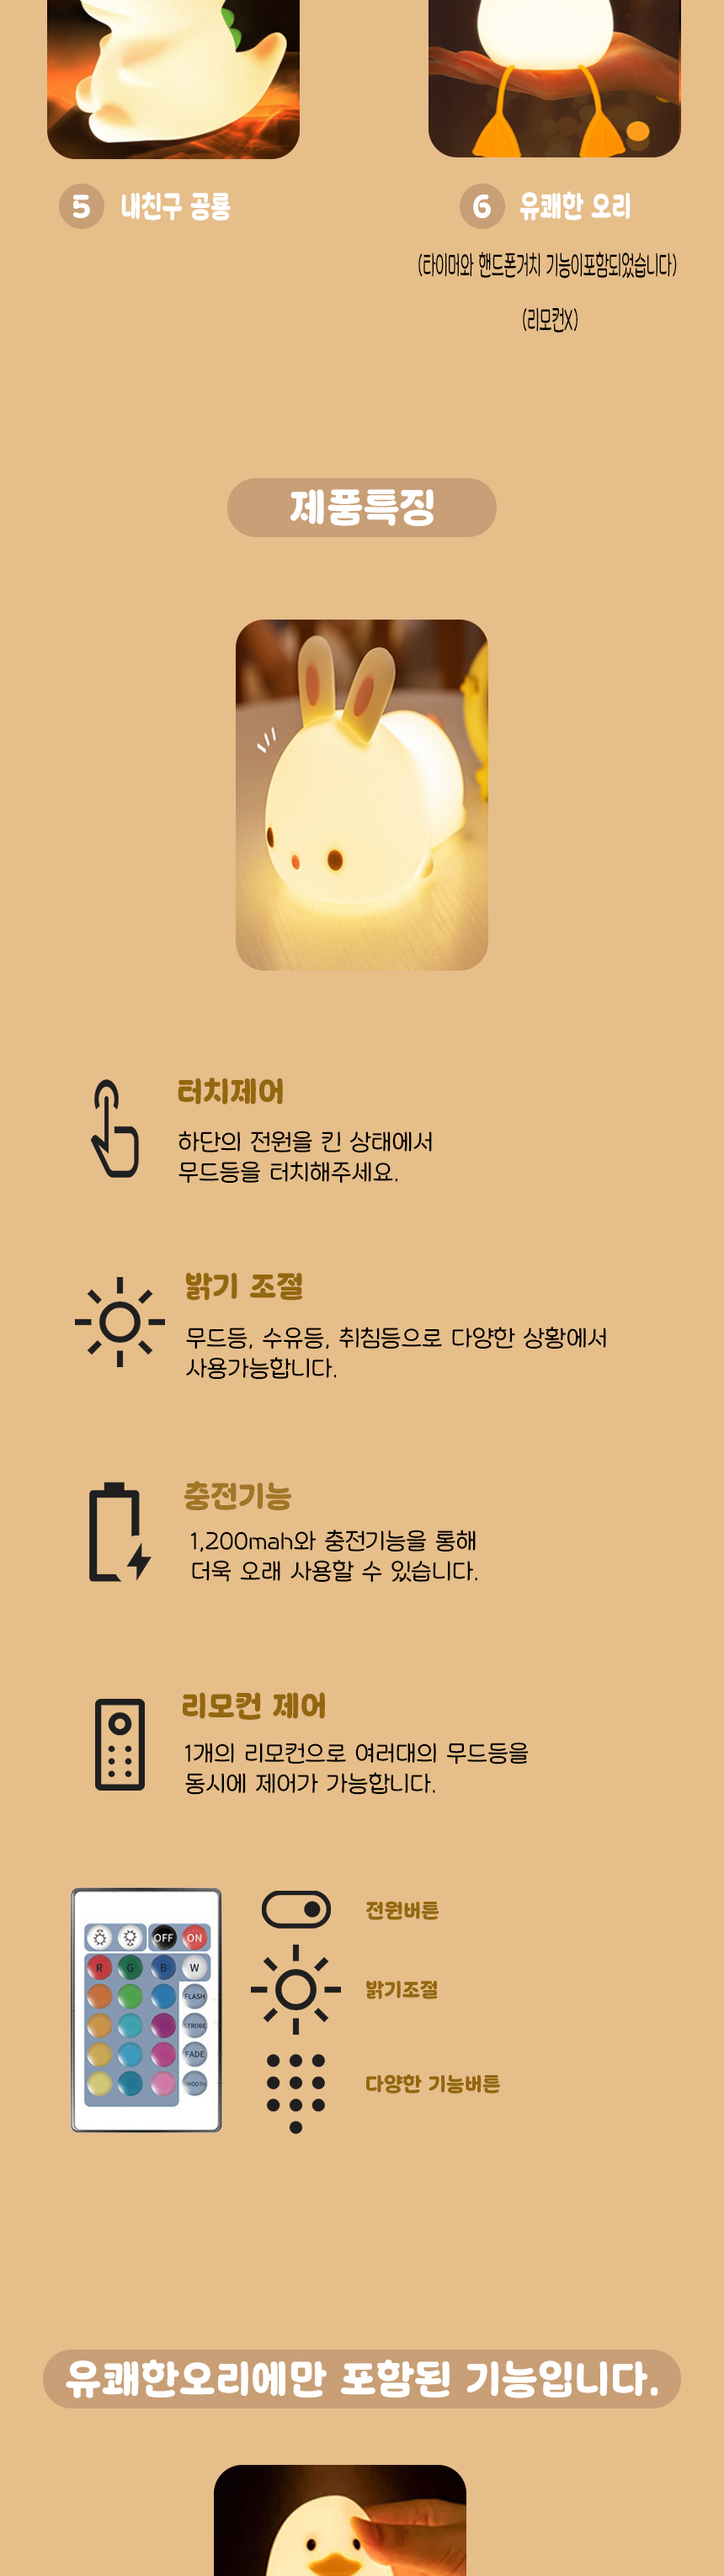 5 내친구 공룡
6 유쾌한 오리
(타이머와 핸드폰거치 기능이포함되었습니다)
(리모컨X)
제품특징
터치제어
하단의 전원을 킨 상태에서
무드등을 터치해주세요.
밝기 조절
무드등, 수유등, 취침등으로 다양한 상황에서
사용가능합니다.
충전기능
1,200mah와 충전기능을 통해
더욱 오래 사용할 수 있습니다.
리모컨 제어
1개의 리모컨으로 여러대의 무드등을
동시에 제어가 가능합니다.
OFF ON
R G B W
FLASH
STROBE
FADE
SMOOTH
전원버튼
밝기조절
다양한 기능버튼
유쾌한오리에만 포함된 기능입니다.